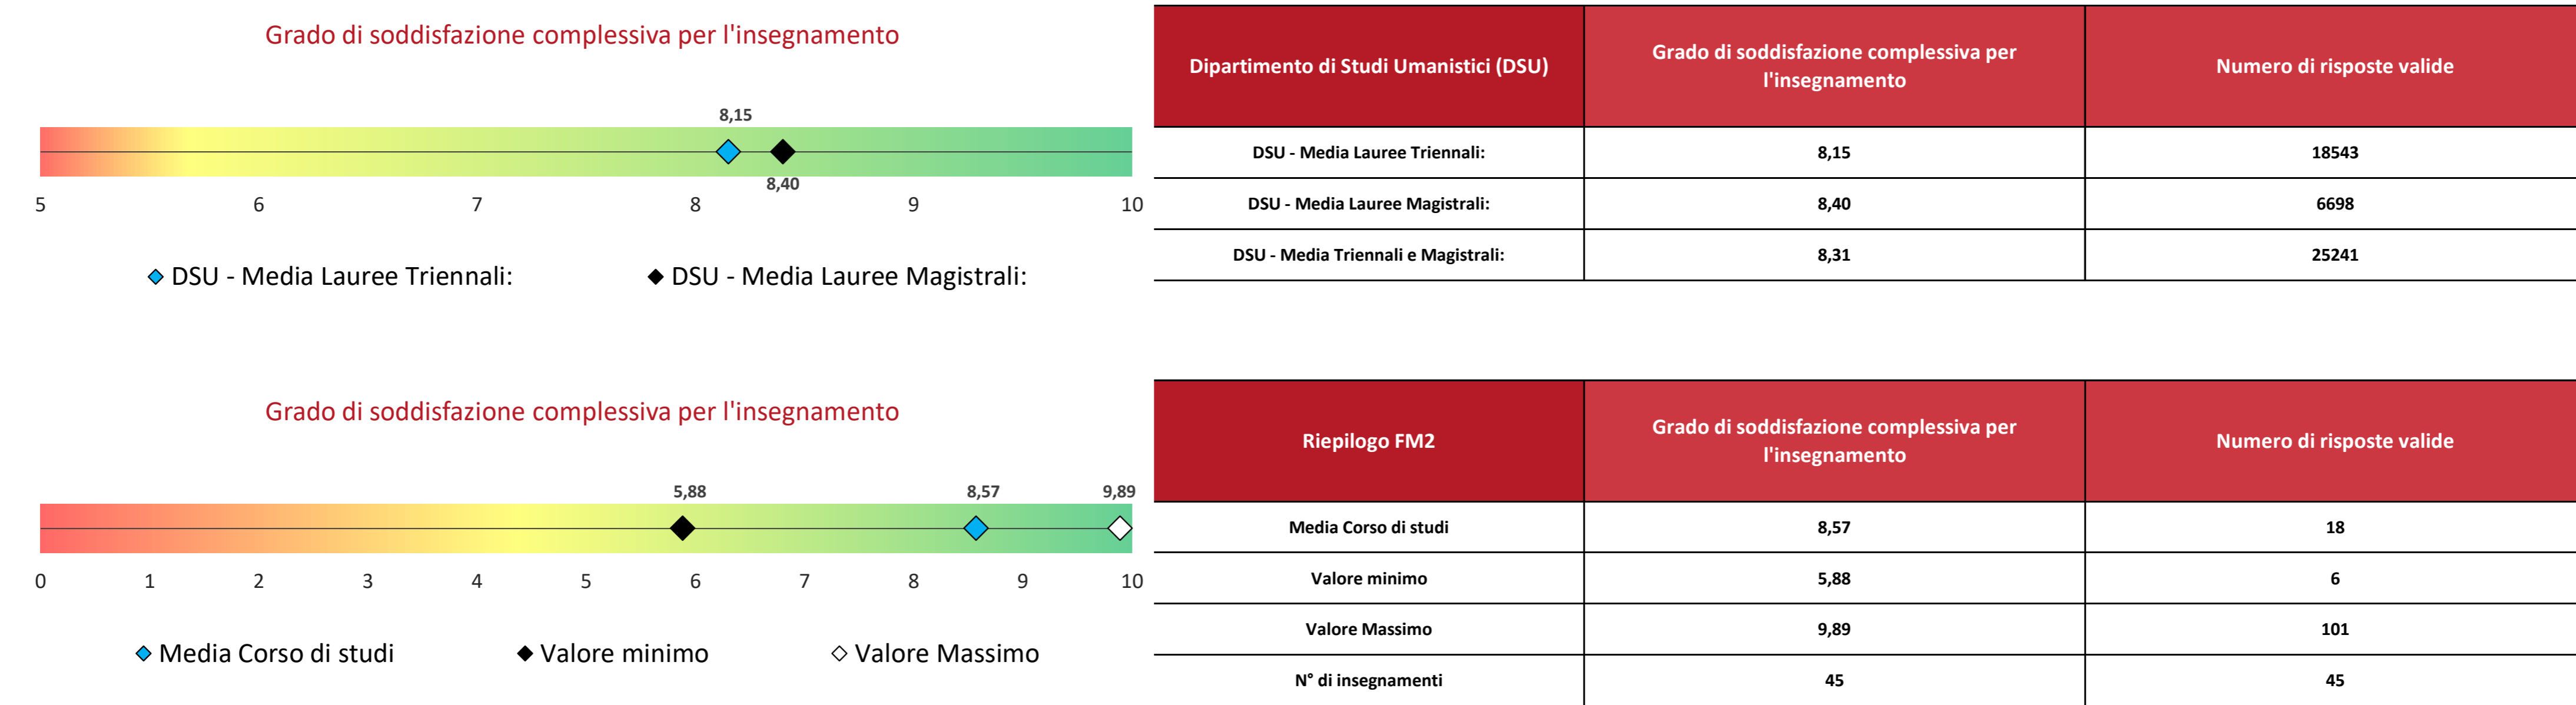 Grado di soddisfazione complessiva per l'insegnamento
8,15
8,40
5 6 7 8 9 10
DSU - Media Lauree Triennali: DSU - Media Lauree Magistrali:
Dipartimento di Studi Umanistici (DSU) Grado di soddisfazione complessiva per l'insegnamento Numero di risposte valide
DSU - Media Lauree Triennali: 8,15 18543
DSU - Media Lauree Magistrali: 8,40 6698
DSU - Media Triennali e Magistrali: 8,31 25241
Grado di soddisfazione complessiva per l'insegnamento
5,88 8,57 9,89
0 1 2 3 4 5 6 7 8 9 10
Media Corso di studi Valore minimo Valore Massimo
Riepilogo FM2 Grado di soddisfazione complessiva per l'insegnamento Numero di risposte valide
Media Corso di studi 8,57 18
Valore minimo 5,88 6
Valore Massimo 9,89 101
N° di insegnamenti 45 45